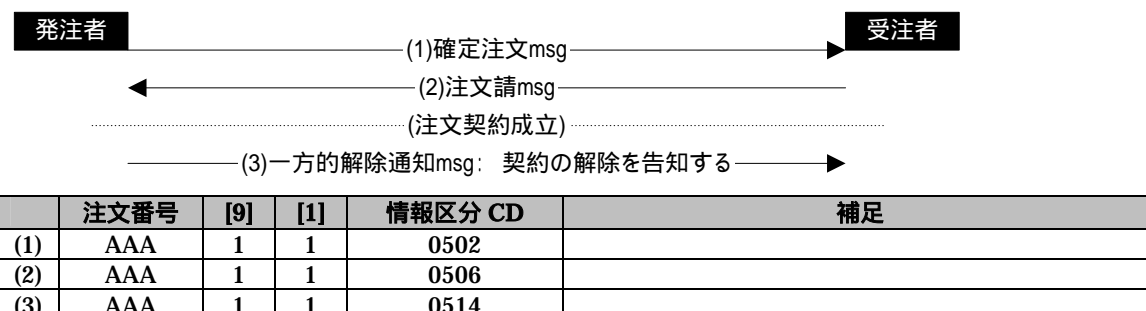 発注者 受注者
(1)確定注文msg
(2)注文請msg
(注文契約成立)
(3)一方的解除通知msg: 契約の解除を告知する
注文番号 [9] [1] 情報区分 CD 補足
(1) AAA 1 1 0502
(2) AAA 1 1 0506
(3) AAA 1 1 0514